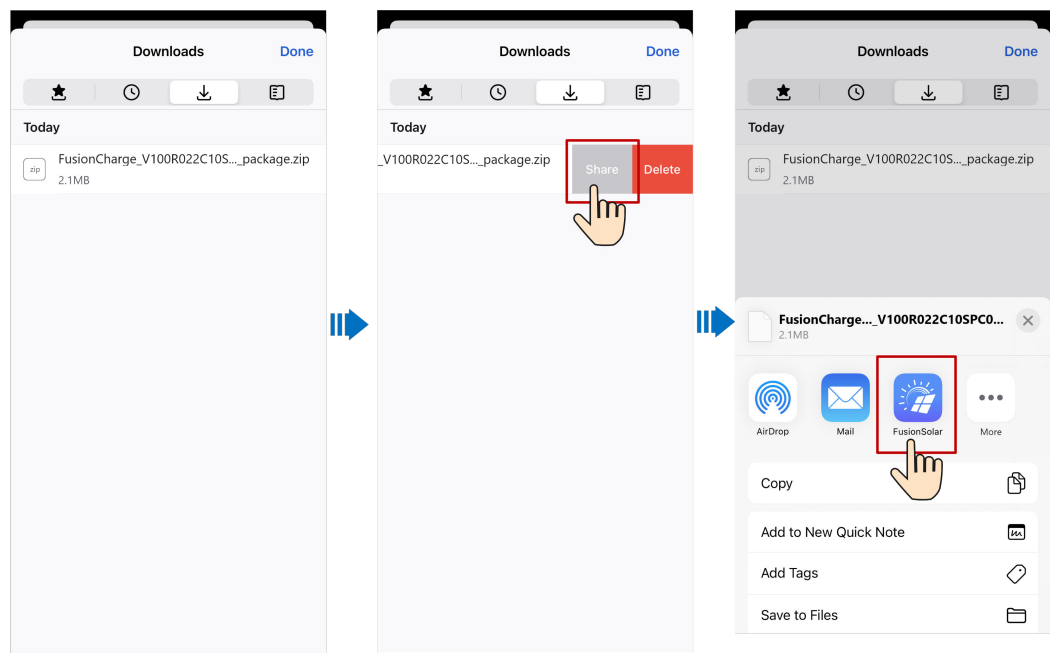 Downloads
Done
Today
zip
FusionCharge_V100R022C10S..._package.zip
2.1MB
Downloads
Done
Today
_V100R022C10S..._package.zip
Share
Delete
Downloads
Done
Today
zip
FusionCharge_V100R022C10S..._package.zip
2.1MB
FusionCharge..._V100R022C10SPC0...
2.1MB
AirDrop
Mail
FusionSolar
More
Copy
Add to New Quick Note
Add Tags
Save to Files